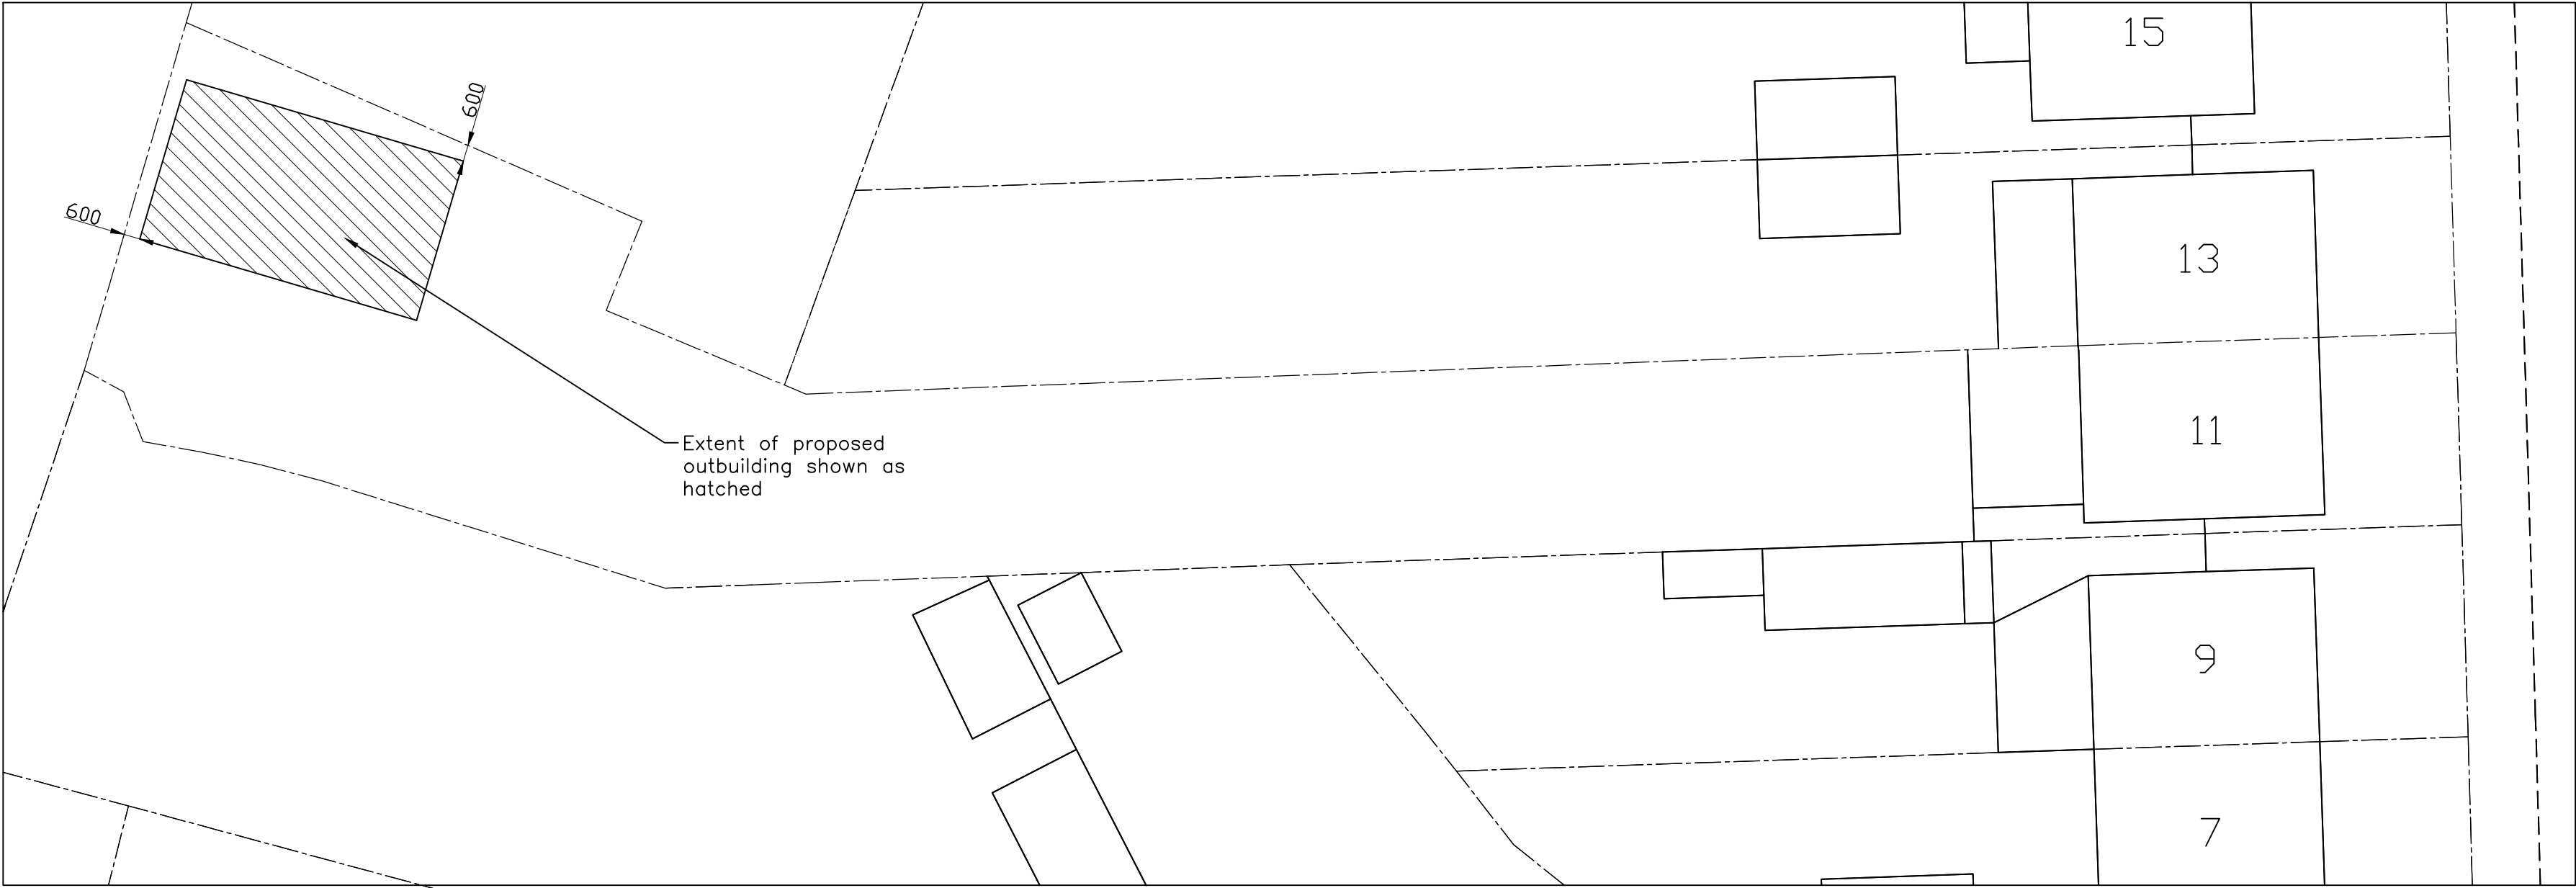 15
600
600
13
11
Extent of proposed
outbuilding shown as
hatched
9
7